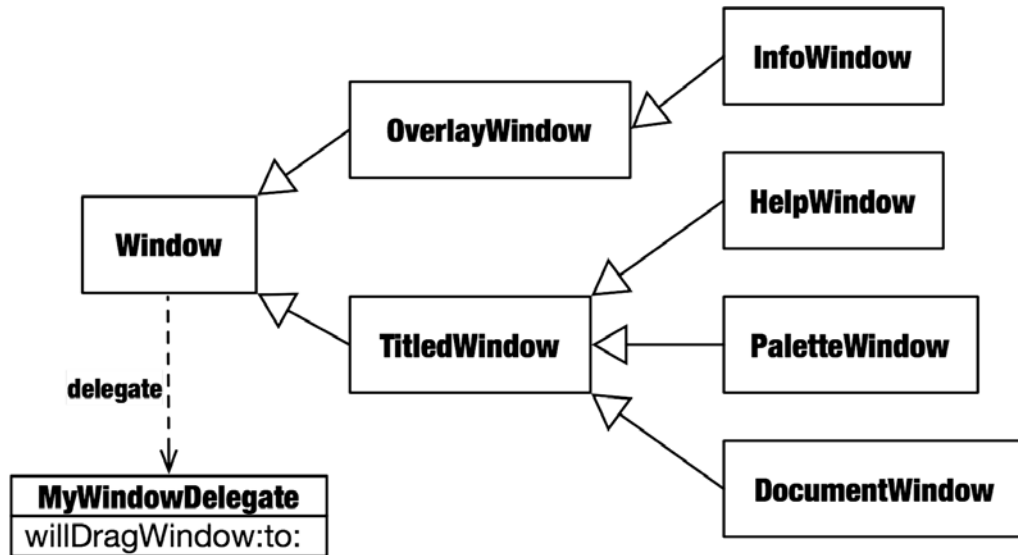 InfoWindow
OverlayWindow
HelpWindow
Window
TitledWindow
PaletteWindow
delegate
DocumentWindow
MyWindowDelegate
willDragWindow:to: